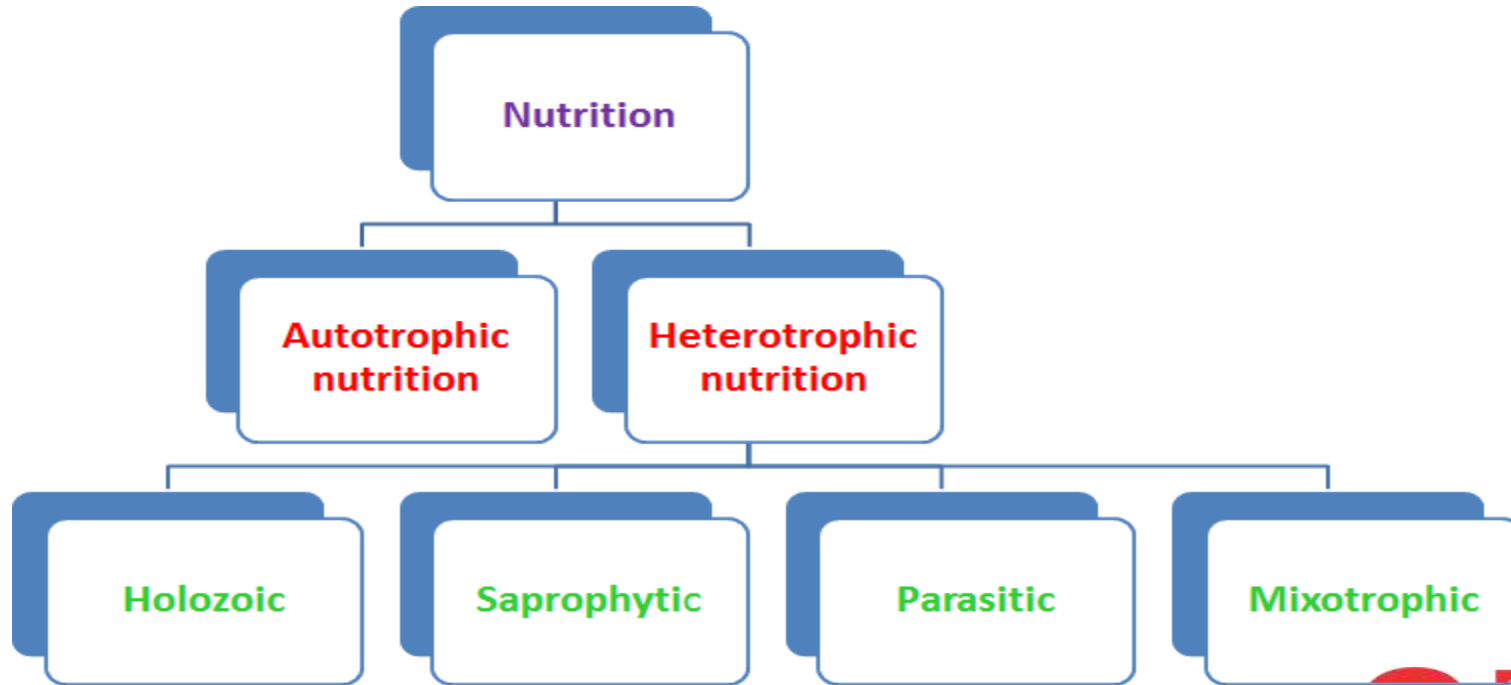 Nutrition
Autotrophic
nutrition
Heterotrophic
nutrition
Holozoic
Saprophytic
Parasitic
Mixotrophic